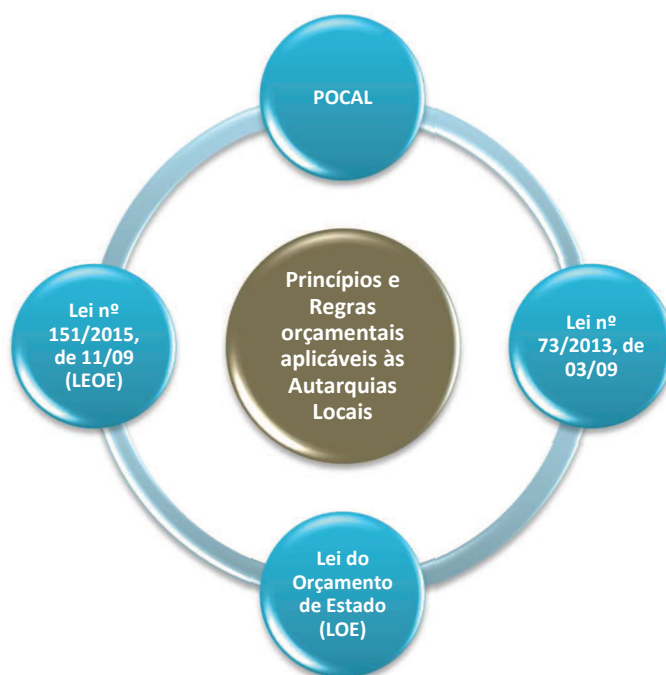 POCAL
Princípios e
Regras
orçamentais
aplicáveis às
Autarquias
Locais
Lei nº
151/2015,
de 11/09
(LEOE)
Lei nº
73/2013, de
03/09
Lei do
Orçamento
de Estado
(LOE)